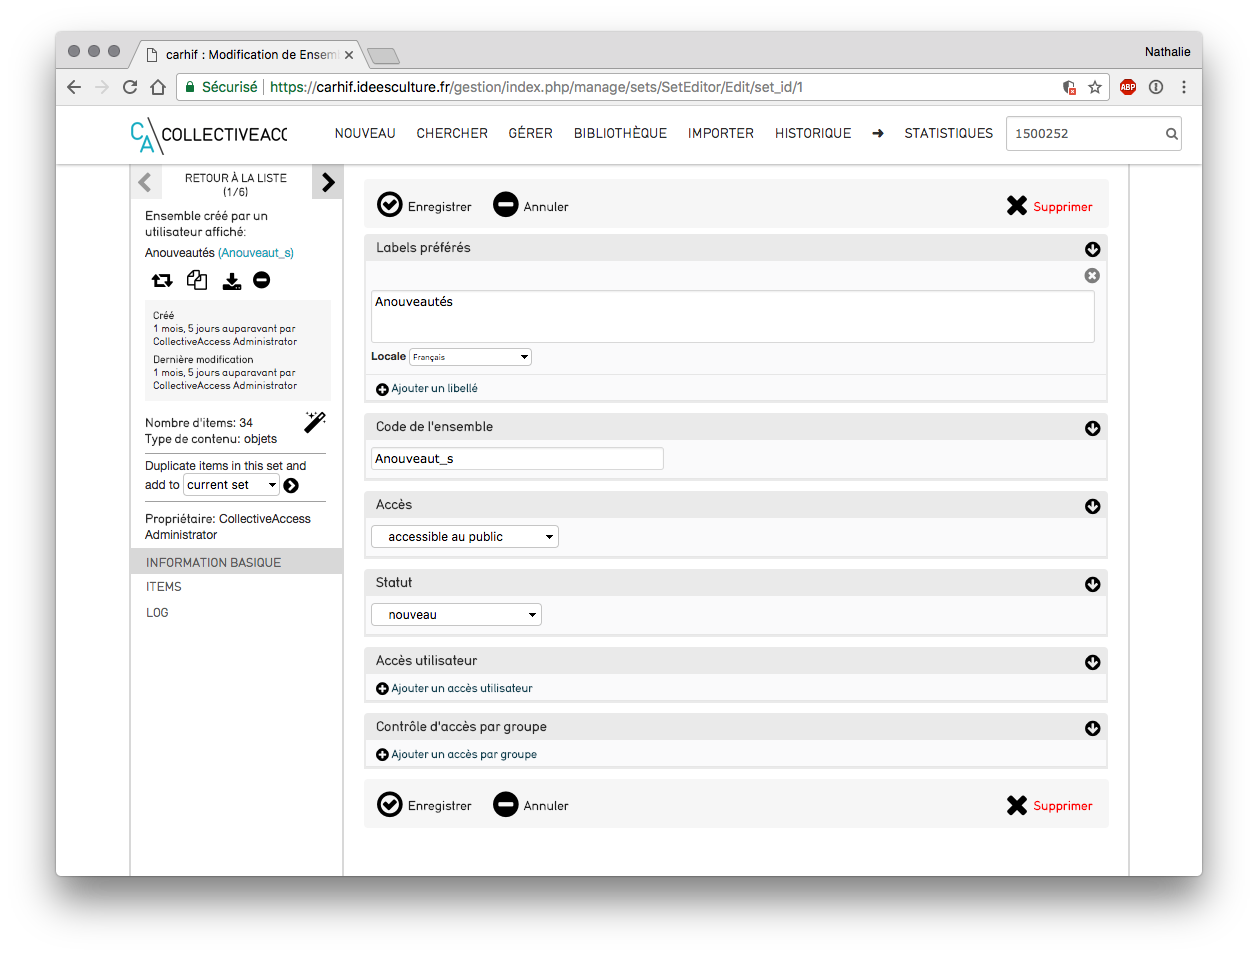 carhif : Modification de Ensem
Nathalie
Sécurisé https://carhif.ideesculture.fr/gestion/index.php/manage/sets/SetEditor/Edit/set_id/1
ABP
CA COLLECTIVEACC
NOUVEAU CHERCHER GÉRER BIBLIOTHÈQUE IMPORTER HISTORIQUE ➔ STATISTIQUES 1500252
RETOUR À LA LISTE
(1/6)
Ensemble créé par un
utilisateur affiché:
Anouveautés (Anouveaut_s)
Créé
1 mois, 5 jours auparavant par
CollectiveAccess Administrator
Dernière modification
1 mois, 5 jours auparavant par
CollectiveAccess Administrator
Nombre d'items: 34
Type de contenu: objets
Duplicate items in this set and
add to current set
Propriétaire: CollectiveAccess
Administrator
INFORMATION BASIQUE
ITEMS
LOG
Enregistrer Annuler Supprimer
Labels préférés
Anouveautés
Locale Français
Ajouter un libellé
Code de l'ensemble
Anouveaut_s
Accès
accessible au public
Statut
nouveau
Accès utilisateur
Ajouter un accès utilisateur
Contrôle d'accès par groupe
Ajouter un accès par groupe
Enregistrer Annuler Supprimer